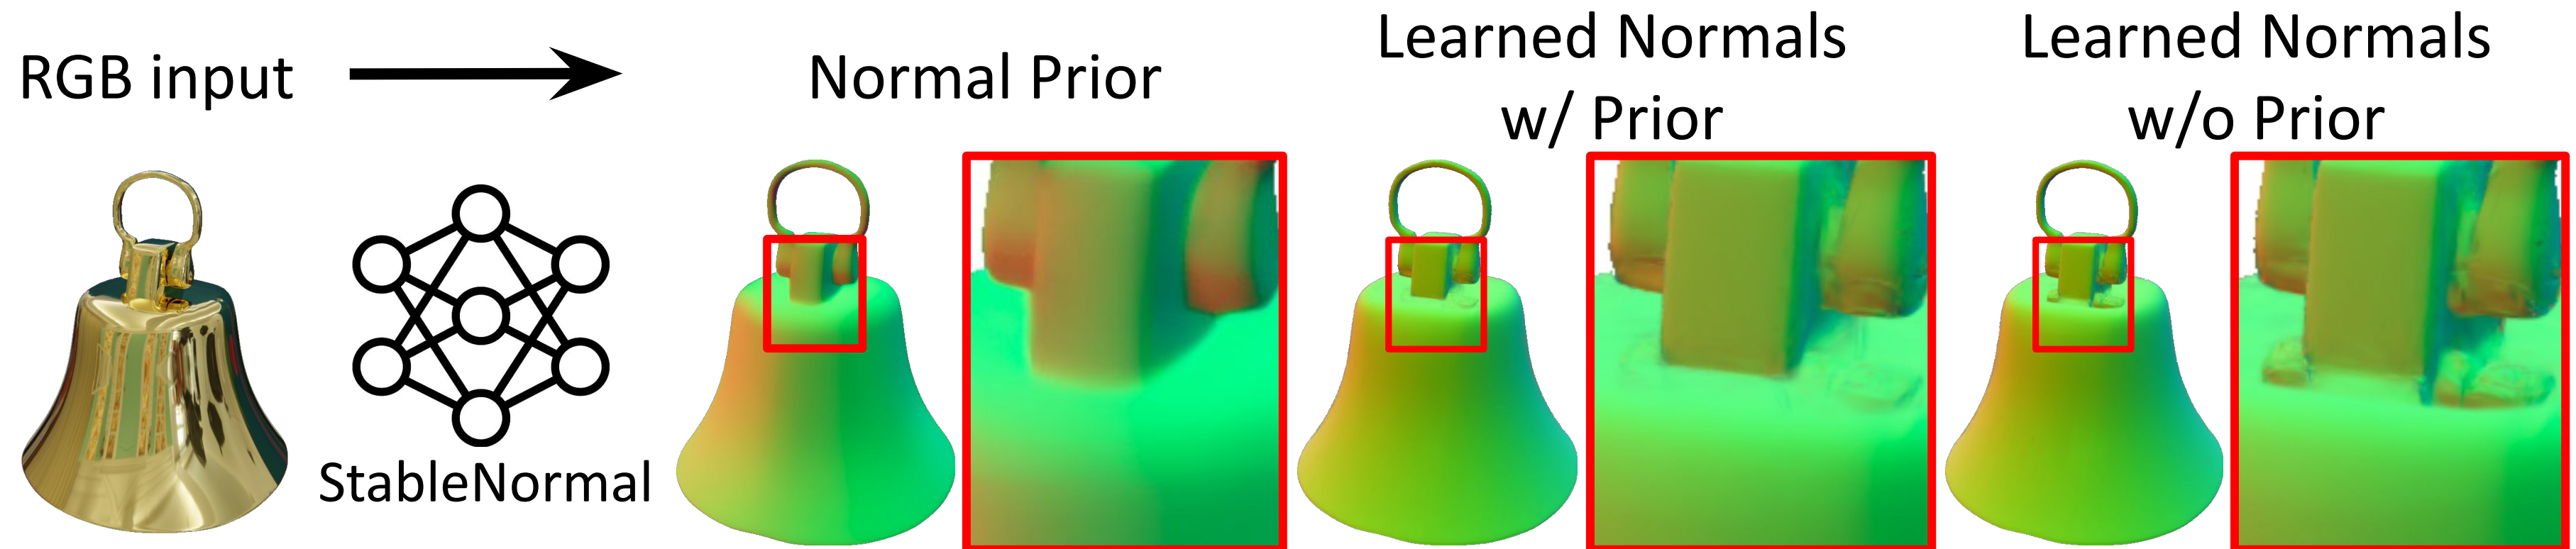 RGB input
Normal Prior
Learned Normals
w/ Prior
Learned Normals
w/o Prior
StableNormal